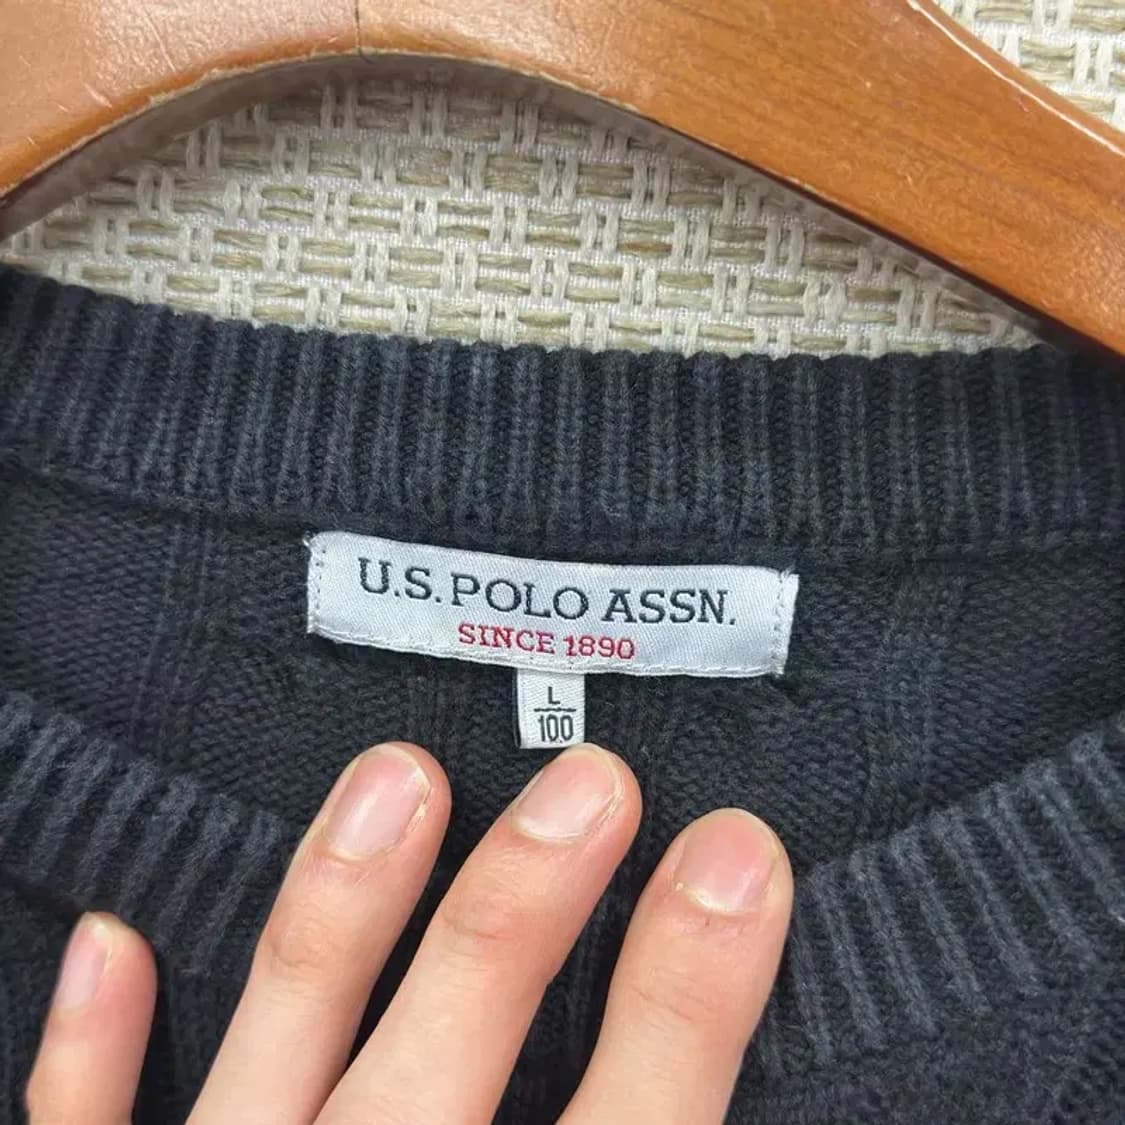 U.S. POLO ASSN.
SINCE 1890
L
100